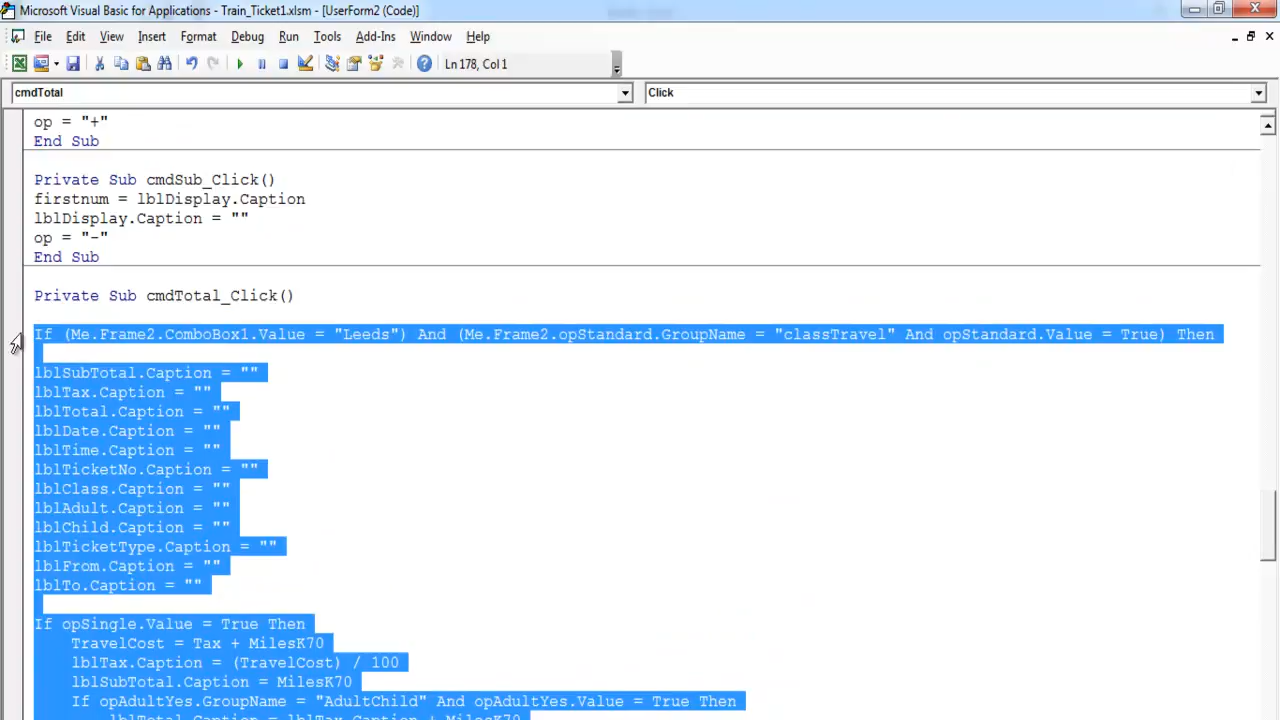 Microsoft Visual Basic for Applications - Train_Ticket1.xlsm - [UserForm2 (Code)]
File Edit View Insert Format Debug Run Tools Add-Ins Window Help
Ln 178, Col 1
cmdTotal Click
op = "+"
End Sub
Private Sub cmdSub_Click()
firstnum = lblDisplay.Caption
lblDisplay.Caption = ""
op = "-"
End Sub
Private Sub cmdTotal_Click()
If (Me.Frame2.ComboBox1.Value = "Leeds") And (Me.Frame2.opStandard.GroupName = "classTravel" And opStandard.Value = True) Then
lblSubTotal.Caption = ""
lblTax.Caption = ""
lblTotal.Caption = ""
lblDate.Caption = ""
lblTime.Caption = ""
lblTicketNo.Caption = ""
lblClass.Caption = ""
lblAdult.Caption = ""
lblChild.Caption = ""
lblTicketType.Caption = ""
lblFrom.Caption = ""
lblTo.Caption = ""
If opSingle.Value = True Then
TravelCost = Tax + MilesK70
lblTax.Caption = (TravelCost) / 100
lblSubTotal.Caption = MilesK70
If opAdultYes.GroupName = "AdultChild" And opAdultYes.Value = True Then
lblTotal.Caption = lblTax.Caption + MilesK70